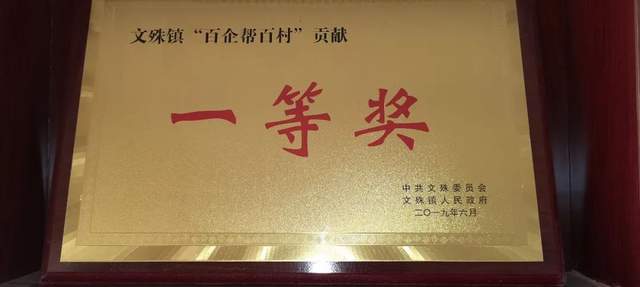 文殊镇“百企帮百村”贡献
一等奖
中共文殊委员会
文殊镇人民政府
二〇一九年六月